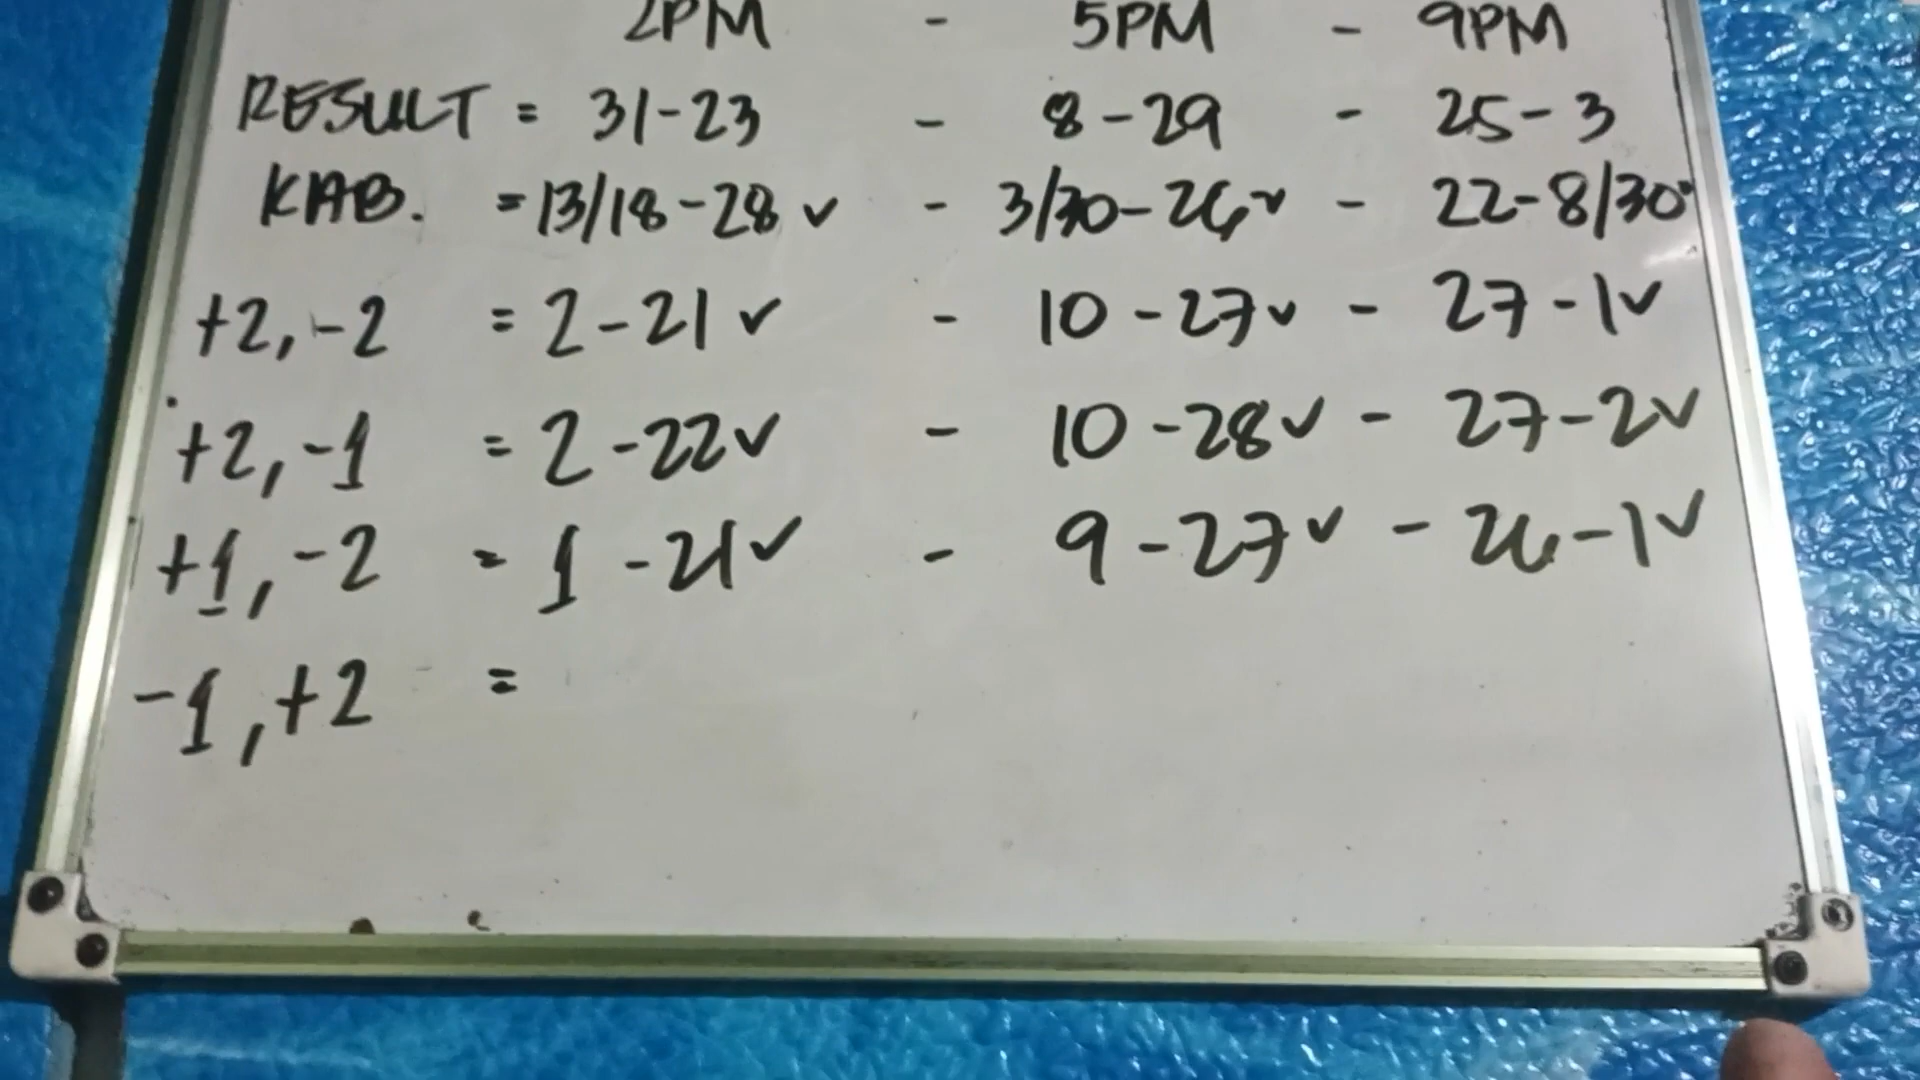 2PM - 5PM - 9PM
RESULT = 31-23 - 8-29 - 25-3
KAB. = 13/18-28 ✓ - 3/30-26 ✓ - 22-8/30
+2, -2 = 2-21 ✓ - 10-27 ✓ - 27-1 ✓
+2, -1 = 2-22 ✓ - 10-28 ✓ - 27-2 ✓
+1, -2 = 1-21 ✓ - 9-27 ✓ - 26-1 ✓
-1, +2 =